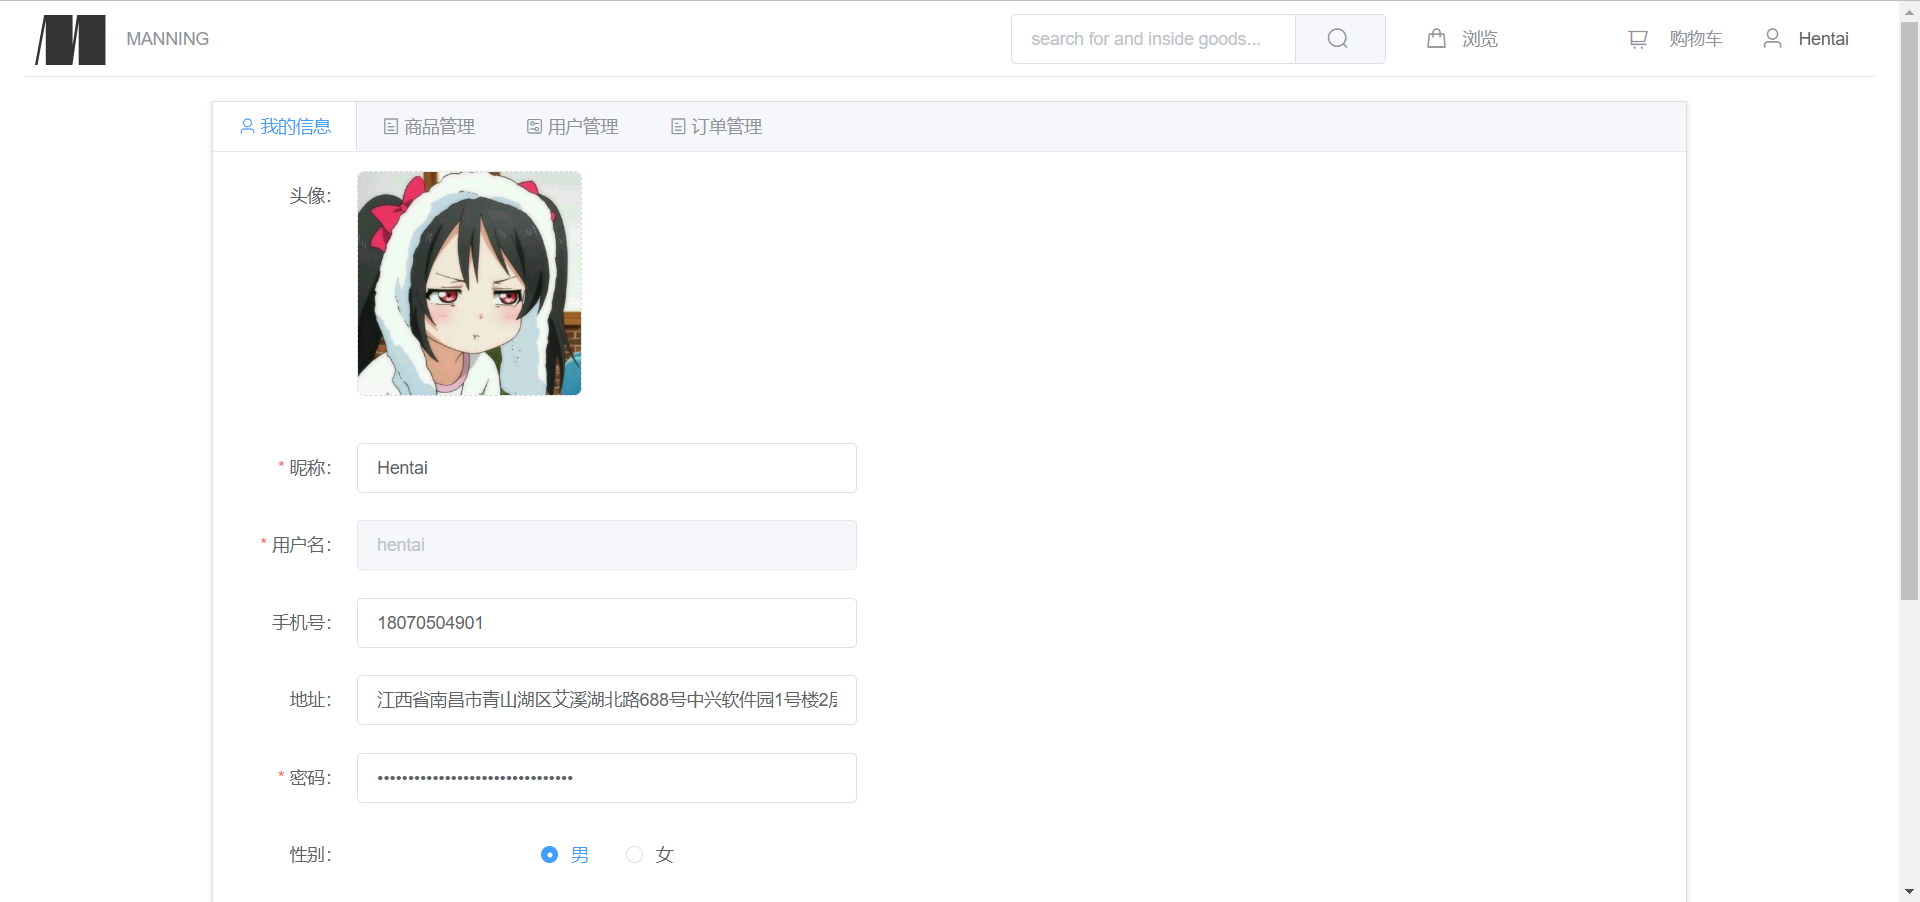 MANNING
search for and inside goods...
浏览
购物车
Hentai
我的信息
商品管理
用户管理
订单管理
头像：
* 昵称：
Hentai
* 用户名：
hentai
手机号：
18070504901
地址：
江西省南昌市青山湖区艾溪湖北路688号中兴软件园1号楼2层
* 密码：
••••••••••••••••••••••••••••••••
性别：
男
女